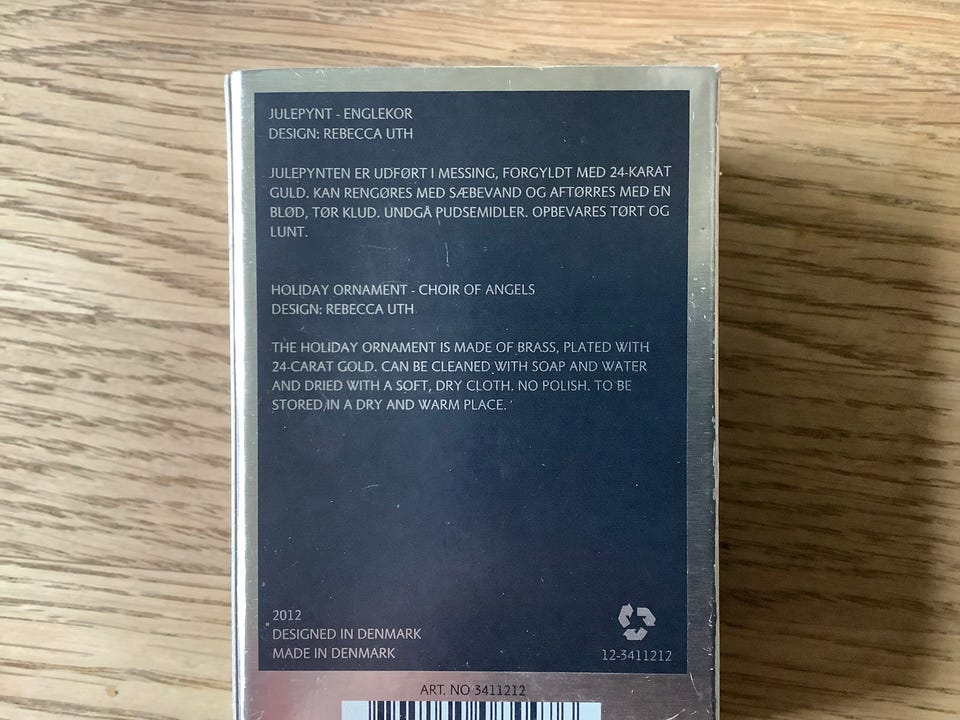 JULEPYNT - ENGLEKOR
DESIGN: REBECCA UTH
JULEPYNTEN ER UDFØRT I MESSING, FORGYLDT MED 24-KARAT
GULD. KAN RENGØRES MED SÆBEVAND OG AFTØRRES MED EN
BLØD, TØR KLUD. UNDGÅ PUDSEMIDLER. OPBEVARES TØRT OG
LUNT.
HOLIDAY ORNAMENT - CHOIR OF ANGELS
DESIGN: REBECCA UTH
THE HOLIDAY ORNAMENT IS MADE OF BRASS, PLATED WITH
24-CARAT GOLD. CAN BE CLEANED WITH SOAP AND WATER
AND DRIED WITH A SOFT, DRY CLOTH. NO POLISH. TO BE
STORED IN A DRY AND WARM PLACE.
2012
DESIGNED IN DENMARK
MADE IN DENMARK
12-3411212
ART. NO 3411212